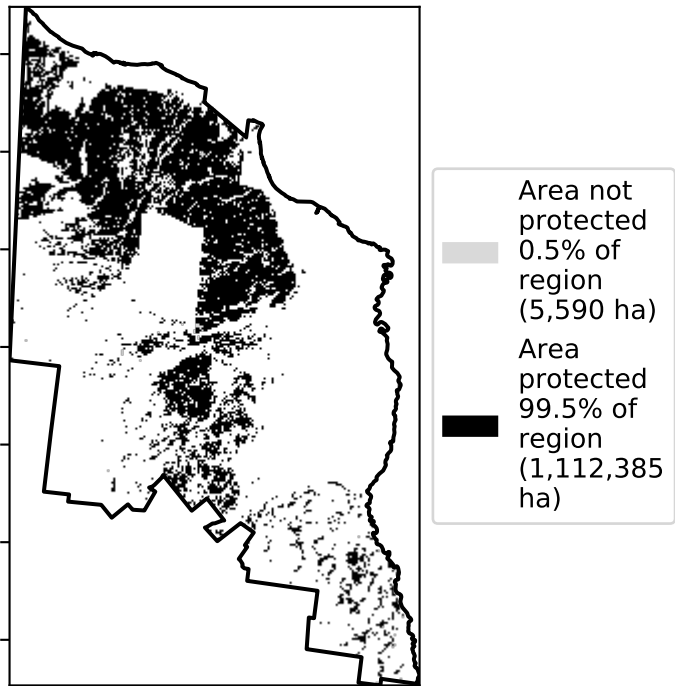 Area not
protected
0.5% of
region
(5,590 ha)
Area
protected
99.5% of
region
(1,112,385
ha)